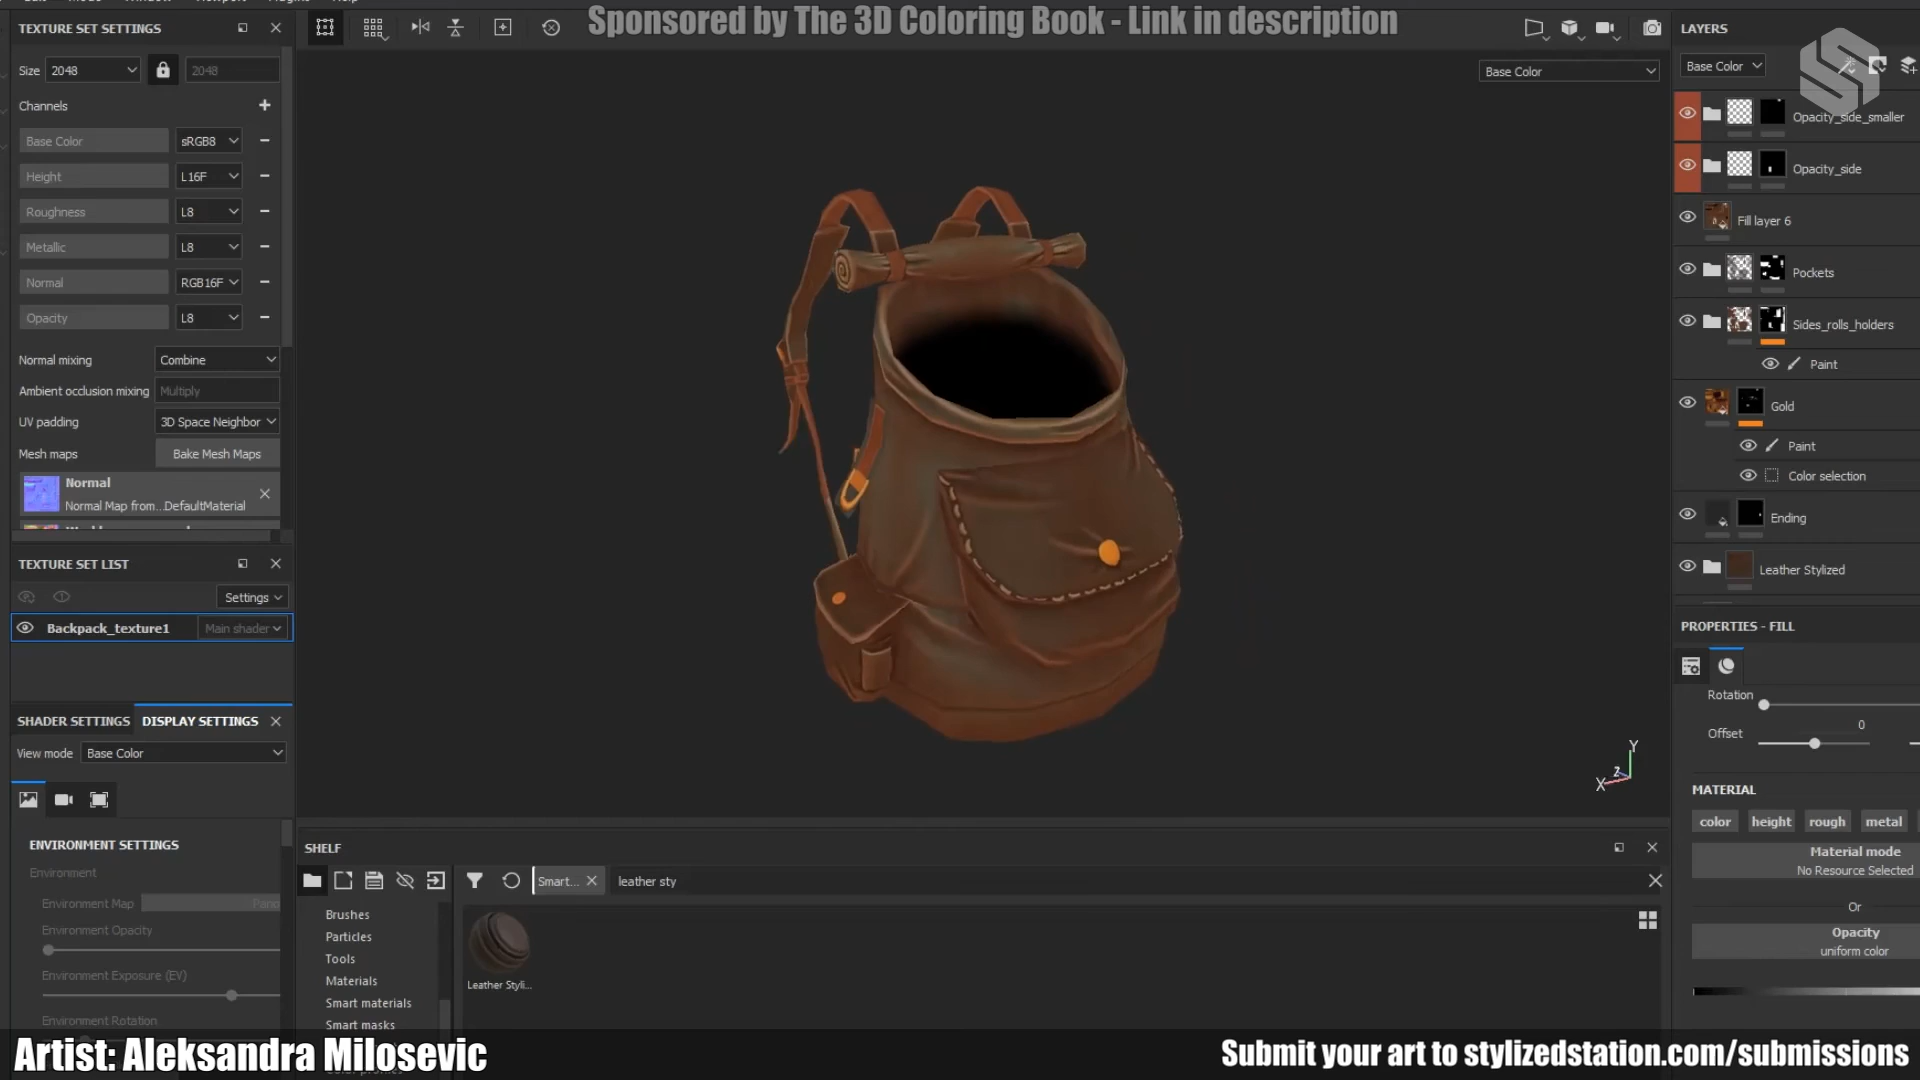 Sponsored by The 3D Coloring Book - Link in description
TEXTURE SET SETTINGS
Size 2048 2048
Channels
Base Color sRGB8
Height L16F
Roughness L8
Metallic L8
Normal RGB16F
Opacity L8
Normal mixing Combine
Ambient occlusion mixing Multiply
UV padding 3D Space Neighbor
Mesh maps Bake Mesh Maps
Normal
Normal Map from...DefaultMaterial
TEXTURE SET LIST
Settings
Backpack_texture1 Main shader
SHADER SETTINGS DISPLAY SETTINGS
View mode Base Color
ENVIRONMENT SETTINGS
Environment
Environment Map
Environment Opacity
Environment Exposure (EV)
Environment Rotation
Base Color
Y
Z
X
SHELF
Smart... leather sty
Brushes
Particles
Tools
Materials
Smart materials
Smart masks
Leather Styli...
LAYERS
Base Color
Opacity_side_smaller
Opacity_side
Fill layer 6
Pockets
Sides_rolls_holders
Paint
Gold
Paint
Color selection
Ending
Leather Stylized
PROPERTIES - FILL
Rotation
0
Offset
MATERIAL
color height rough metal
Material mode
No Resource Selected
Or
Opacity
uniform color
Artist: Aleksandra Milosevic
Submit your art to stylizedstation.com/submissions